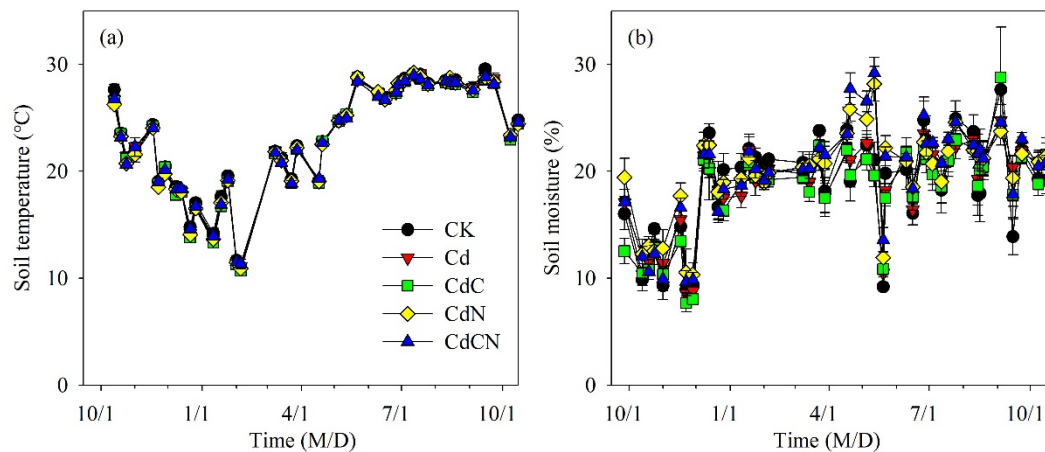 (a)
Soil temperature (°C)
30
20
10
0
CK
Cd
CdC
CdN
CdCN
10/1 1/1 4/1 7/1 10/1
Time (M/D)
(b)
Soil moisture (%)
30
20
10
0
10/1 1/1 4/1 7/1 10/1
Time (M/D)